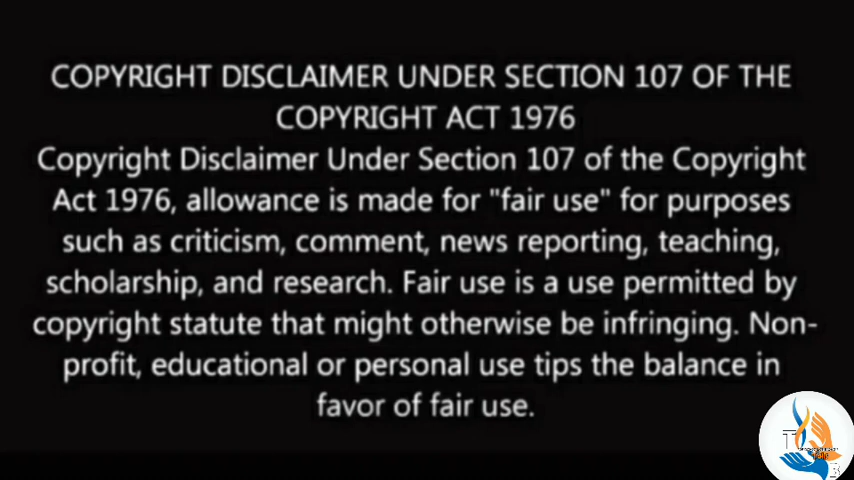 COPYRIGHT DISCLAIMER UNDER SECTION 107 OF THE
COPYRIGHT ACT 1976
Copyright Disclaimer Under Section 107 of the Copyright
Act 1976, allowance is made for "fair use" for purposes
such as criticism, comment, news reporting, teaching,
scholarship, and research. Fair use is a use permitted by
copyright statute that might otherwise be infringing. Non-
profit, educational or personal use tips the balance in
favor of fair use.
T
B